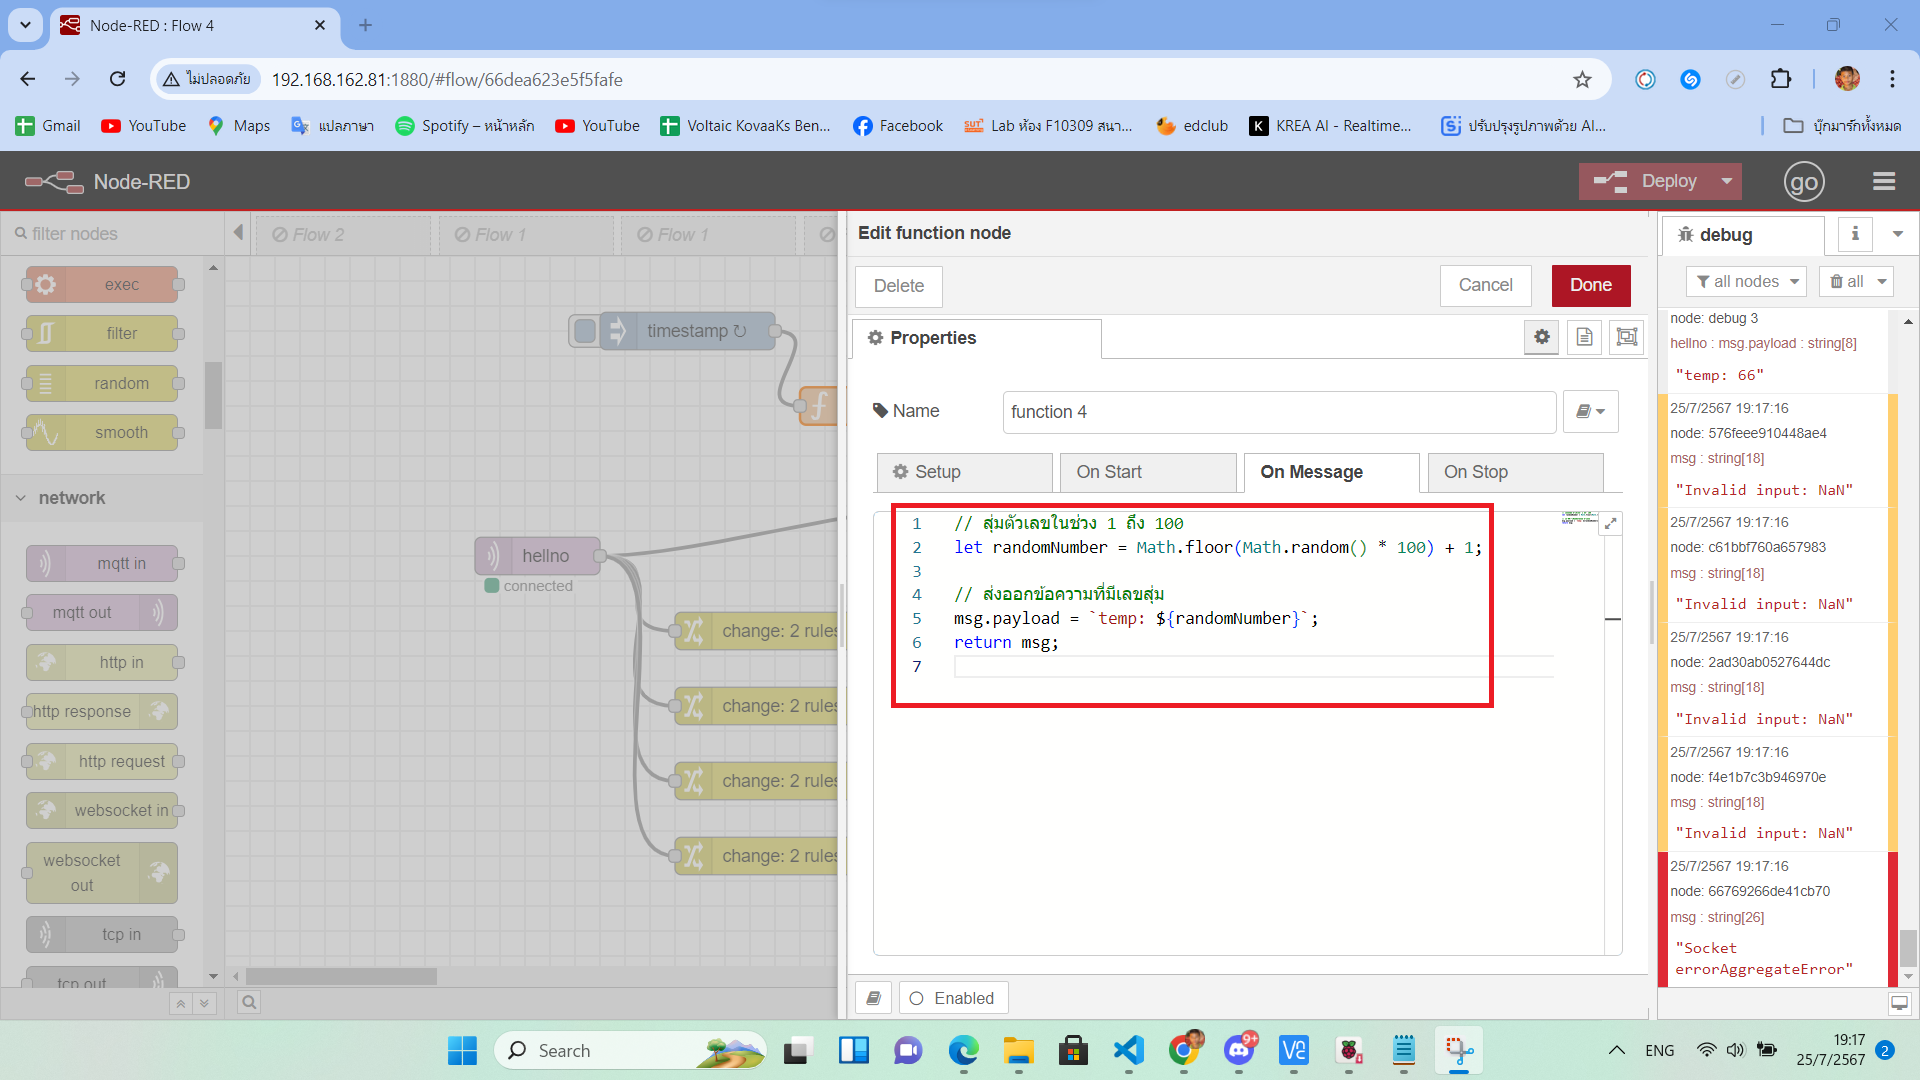 Node-RED : Flow 4
ไม่ปลอดภัย
192.168.162.81:1880/#flow/66dea623e5f5fafe
Gmail
YouTube
Maps
แปลภาษา
Spotify – หน้าหลัก
YouTube
Voltaic KovaaKs Ben...
Facebook
SUT
Lab ห้อง F10309 สนา...
edclub
K
KREA AI - Realtime...
ปรับปรุงรูปภาพด้วย AI...
บุ๊กมาร์กทั้งหมด
Node-RED
Deploy
go
filter nodes
Flow 2
Flow 1
Flow 1
exec
filter
random
smooth
network
mqtt in
mqtt out
http in
http response
http request
websocket in
websocket
out
tcp in
tcp out
timestamp ↻
hellno
connected
change: 2 rules
change: 2 rules
change: 2 rules
change: 2 rules
Edit function node
Delete
Cancel
Done
Properties
Name
function 4
Setup
On Start
On Message
On Stop
1 // สุ่มตัวเลขในช่วง 1 ถึง 100
2 let randomNumber = Math.floor(Math.random() * 100) + 1;
3
4 // ส่งออกข้อความที่มีเลขสุ่ม
5 msg.payload = `temp: ${randomNumber}`;
6 return msg;
7
Enabled
debug
i
all nodes
all
node: debug 3
hellno : msg.payload : string[8]
"temp: 66"
25/7/2567 19:17:16
node: 576feee910448ae4
msg : string[18]
"Invalid input: NaN"
25/7/2567 19:17:16
node: c61bbf760a657983
msg : string[18]
"Invalid input: NaN"
25/7/2567 19:17:16
node: 2ad30ab0527644dc
msg : string[18]
"Invalid input: NaN"
25/7/2567 19:17:16
node: f4e1b7c3b946970e
msg : string[18]
"Invalid input: NaN"
25/7/2567 19:17:16
node: 66769266de41cb70
msg : string[26]
"Socket
errorAggregateError"
Search
9+
ENG
19:17
25/7/2567
2